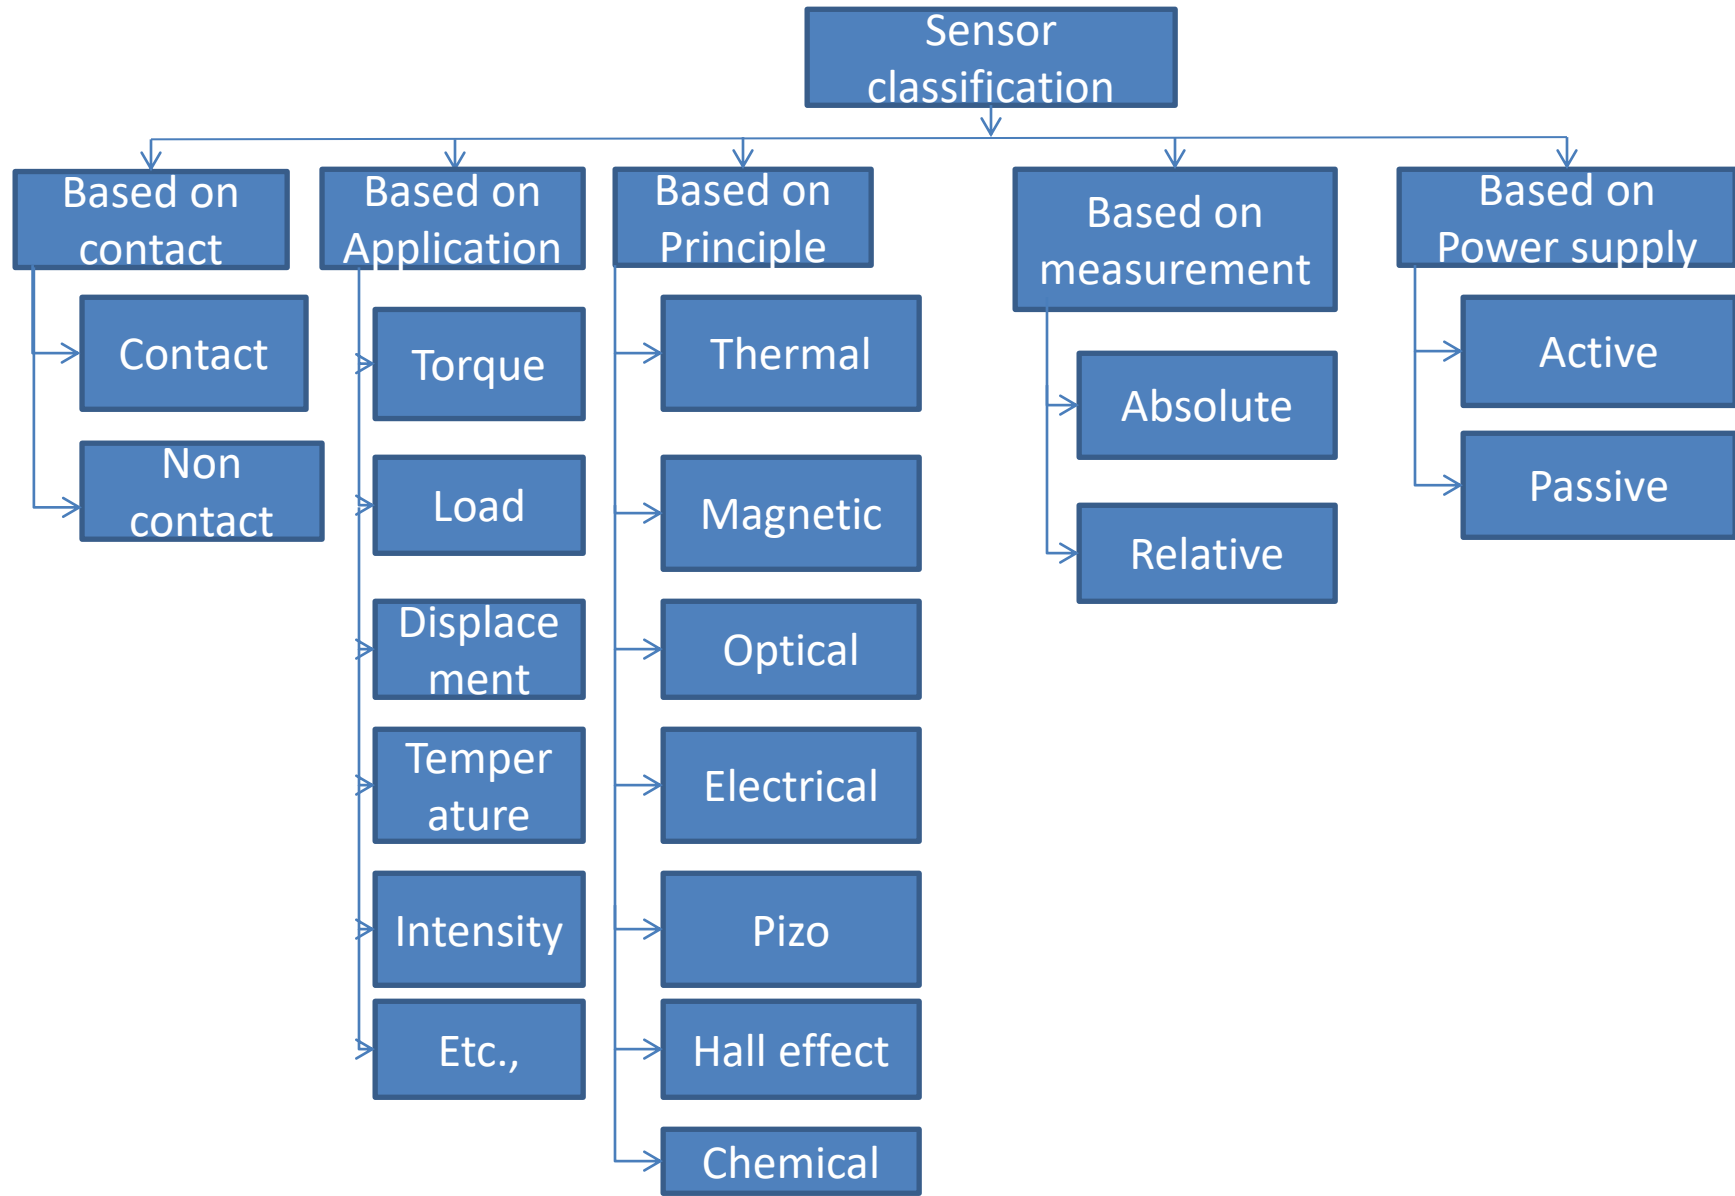 Sensor
classification
Based on
contact
Contact
Non
contact
Based on
Application
Torque
Load
Displace
ment
Temper
ature
Intensity
Etc.,
Based on
Principle
Thermal
Magnetic
Optical
Electrical
Pizo
Hall effect
Chemical
Based on
measurement
Absolute
Relative
Based on
Power supply
Active
Passive